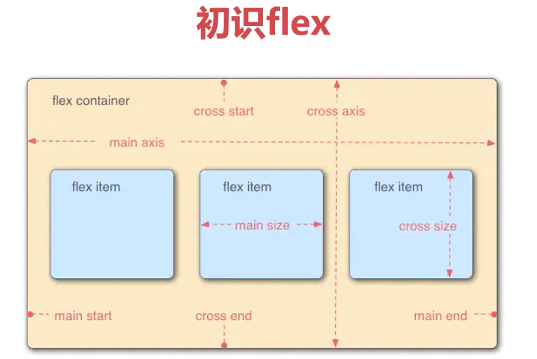 初识flex
flex container
cross start
cross axis
main axis
flex item
flex item
flex item
main size
cross size
main start
cross end
main end